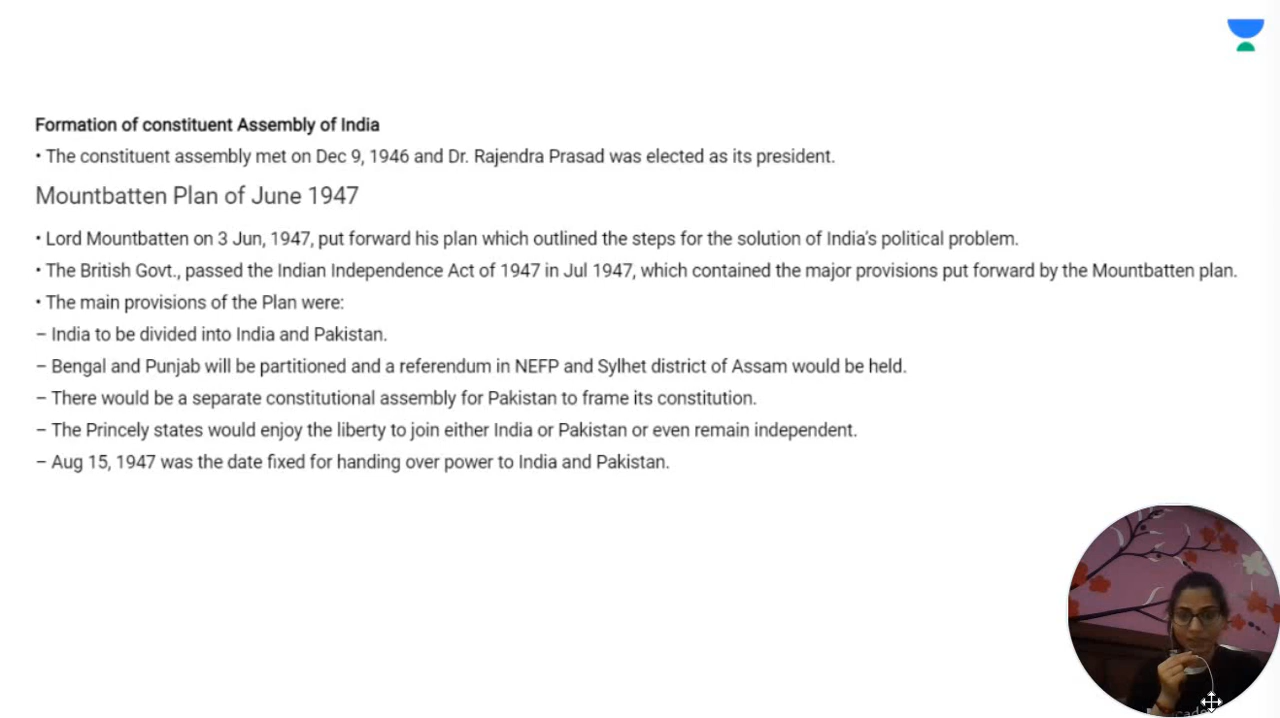 Formation of constituent Assembly of India
• The constituent assembly met on Dec 9, 1946 and Dr. Rajendra Prasad was elected as its president.
Mountbatten Plan of June 1947
• Lord Mountbatten on 3 Jun, 1947, put forward his plan which outlined the steps for the solution of India's political problem.
• The British Govt., passed the Indian Independence Act of 1947 in Jul 1947, which contained the major provisions put forward by the Mountbatten plan.
• The main provisions of the Plan were:
– India to be divided into India and Pakistan.
– Bengal and Punjab will be partitioned and a referendum in NEFP and Sylhet district of Assam would be held.
– There would be a separate constitutional assembly for Pakistan to frame its constitution.
– The Princely states would enjoy the liberty to join either India or Pakistan or even remain independent.
– Aug 15, 1947 was the date fixed for handing over power to India and Pakistan.